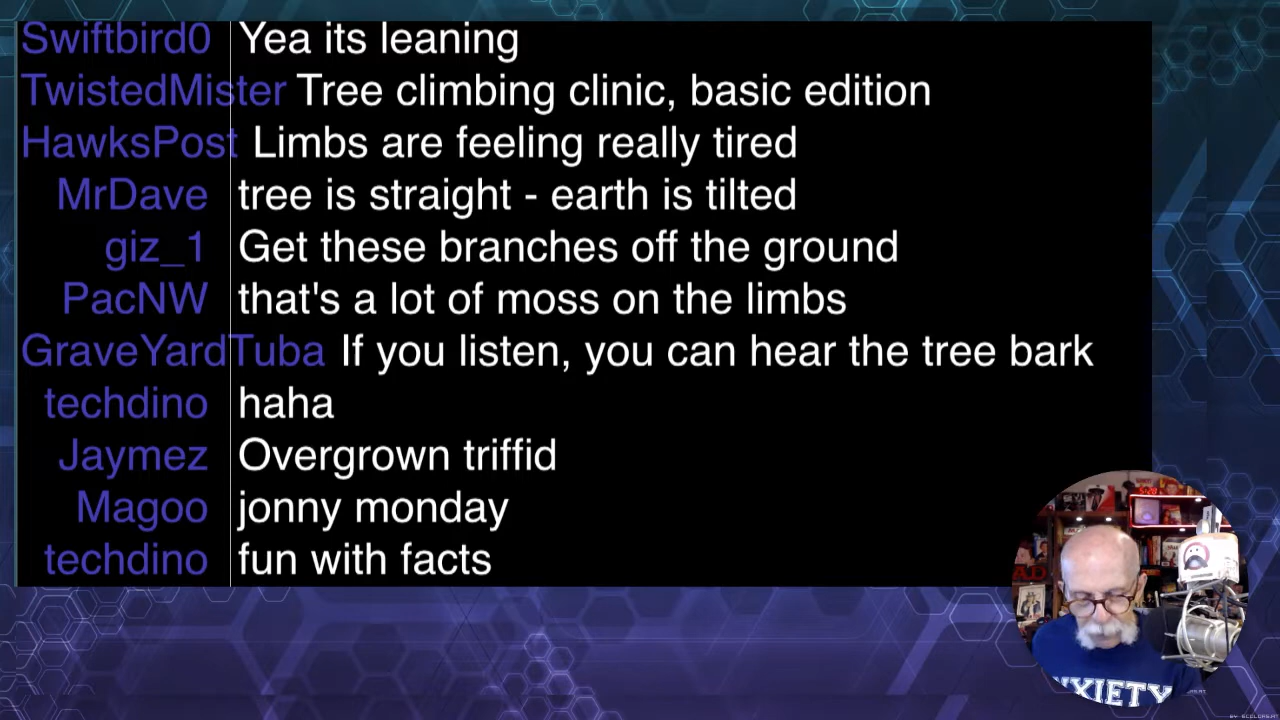 Swiftbird0 Yea its leaning
TwistedMister Tree climbing clinic, basic edition
HawksPost Limbs are feeling really tired
MrDave tree is straight - earth is tilted
giz_1 Get these branches off the ground
PacNW that's a lot of moss on the limbs
GraveYardTuba If you listen, you can hear the tree bark
techdino haha
Jaymez Overgrown triffid
Magoo jonny monday
techdino fun with facts
NXIETY